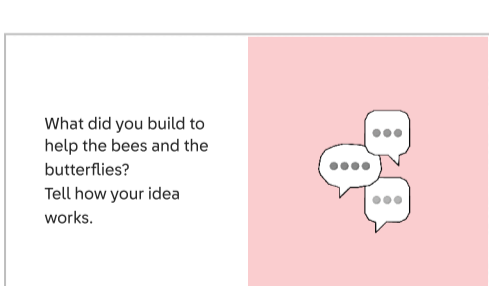 What did you build to
help the bees and the
butterflies?
Tell how your idea
works.